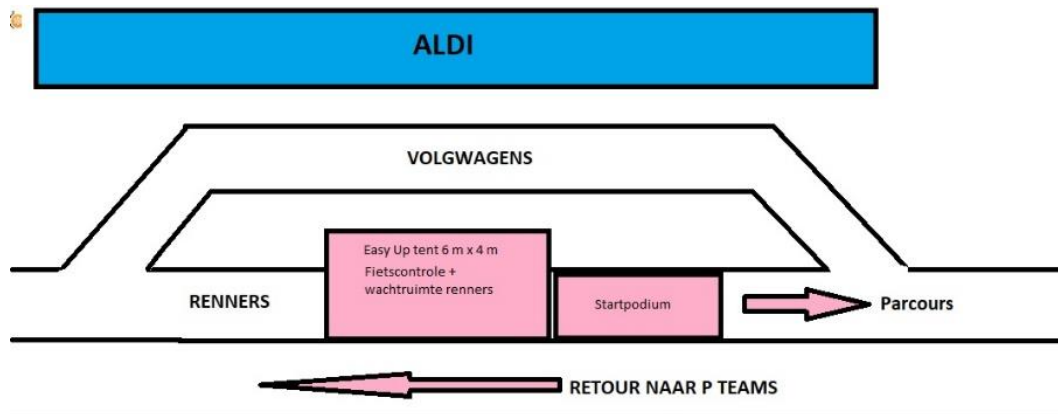 ALDI
VOLGWAGENS
Easy Up tent 6 m x 4 m
Fietscontrole +
wachtruimte renners
RENNERS
Startpodium
Parcours
RETOUR NAAR P TEAMS